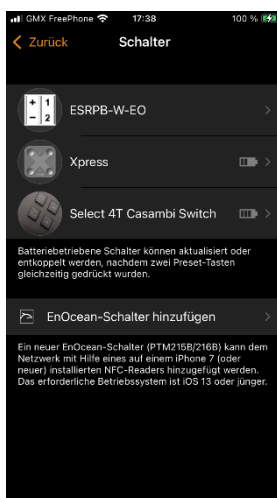 GMX FreePhone 17:38 100 %
Zurück Schalter
+ 1
- 2
ESRPB-W-EO
Xpress
Select 4T Casambi Switch
Batteriebetriebene Schalter können aktualisiert oder
entkoppelt werden, nachdem zwei Preset-Tasten
gleichzeitig gedrückt wurden.
EnOcean-Schalter hinzufügen
Ein neuer EnOcean-Schalter (PTM215B/216B) kann dem
Netzwerk mit Hilfe eines auf einem iPhone 7 (oder
neuer) installierten NFC-Readers hinzugefügt werden.
Das erforderliche Betriebssystem ist iOS 13 oder jünger.